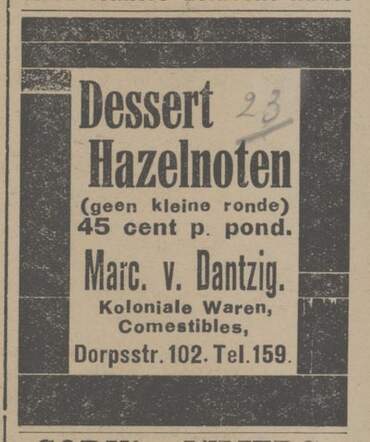 Dessert
23
Hazelnoten
(geen kleine ronde)
45 cent p. pond.
Marc. v. Dantzig.
Koloniale Waren,
Comestibles,
Dorpsstr. 102. Tel. 159.